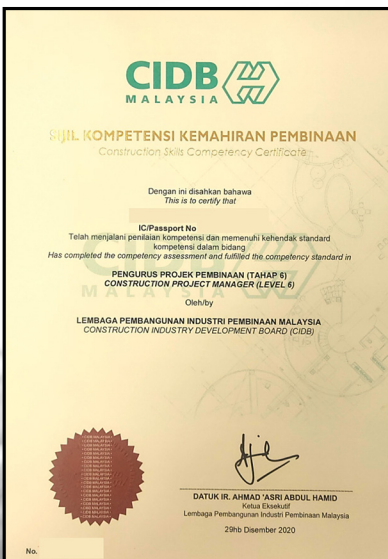 CIDB
MALAYSIA
SIJIL KOMPETENSI KEMAHIRAN PEMBINAAN
Construction Skills Competency Certificate
Dengan ini disahkan bahawa
This is to certify that
IC/Passport No
Telah menjalani penilaian kompetensi dan memenuhi kehendak standard
kompetensi dalam bidang
Has completed the competency assessment and fulfilled the competency standard in
PENGURUS PROJEK PEMBINAAN (TAHAP 6)
CONSTRUCTION PROJECT MANAGER (LEVEL 6)
Oleh/by
LEMBAGA PEMBANGUNAN INDUSTRI PEMBINAAN MALAYSIA
CONSTRUCTION INDUSTRY DEVELOPMENT BOARD (CIDB)
DATUK IR. AHMAD 'ASRI ABDUL HAMID
Ketua Eksekutif
Lembaga Pembangunan Industri Pembinaan Malaysia
29hb Disember 2020
No.